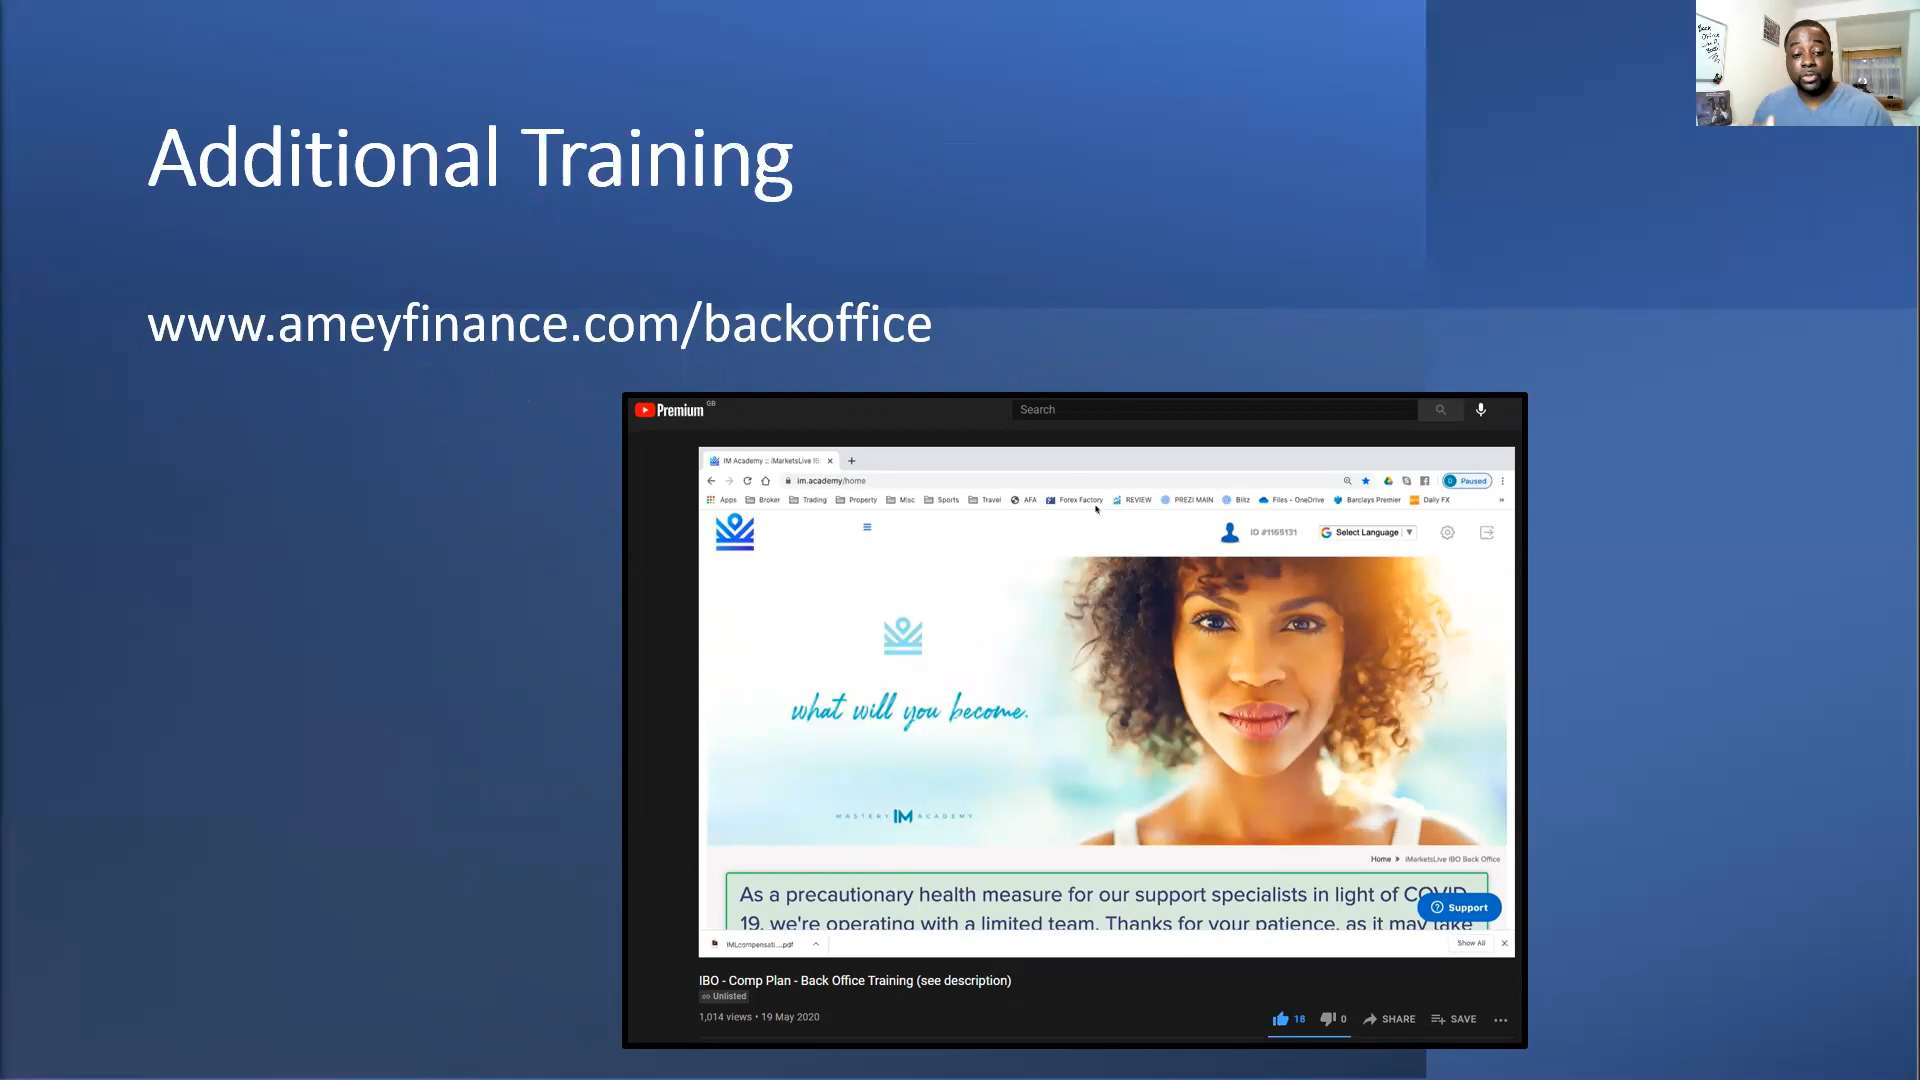 Back
Office
Additional Training
www.ameyfinance.com/backoffice
Premium GB
Search
IM Academy :: iMarketsLive IB
im.academy/home
Paused
Apps Broker Trading Property Misc Sports Travel AFA Forex Factory REVIEW PREZI MAIN Blitz Files - OneDrive Barclays Premier Daily FX
ID #1165131 Select Language
what will you become.
MASTERY IM ACADEMY
Home » iMarketsLive IBO Back Office
As a precautionary health measure for our support specialists in light of COVID-
19, we're operating with a limited team. Thanks for your patience, as it may take
Support
IMLcompensati....pdf Show All
IBO - Comp Plan - Back Office Training (see description)
Unlisted
1,014 views • 19 May 2020
18 0 SHARE SAVE